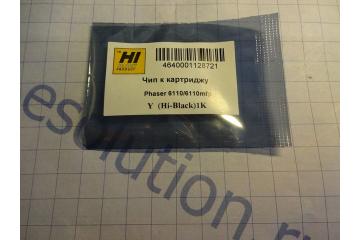 HI
4640001128721
Чип к картриджу
Phaser 6110/6110mfp
Y (Hi-Black)1K
esolution.ru